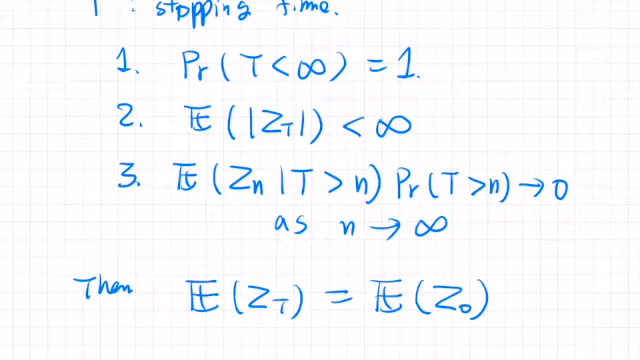 T : stopping time.
1. Pr ( T < ∞ ) = 1.
2. 𝔼 ( |Z_T| ) < ∞
3. 𝔼 ( Z_n | T > n ) Pr ( T > n ) → 0
as n → ∞
Then 𝔼 ( Z_T ) = 𝔼 ( Z_0 )